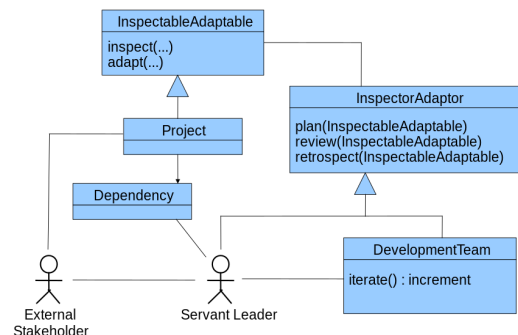 InspectableAdaptable
inspect(...)
adapt(...)
InspectorAdaptor
plan(InspectableAdaptable)
review(InspectableAdaptable)
retrospect(InspectableAdaptable)
Project
Dependency
DevelopmentTeam
iterate() : increment
External
Stakeholder
Servant Leader